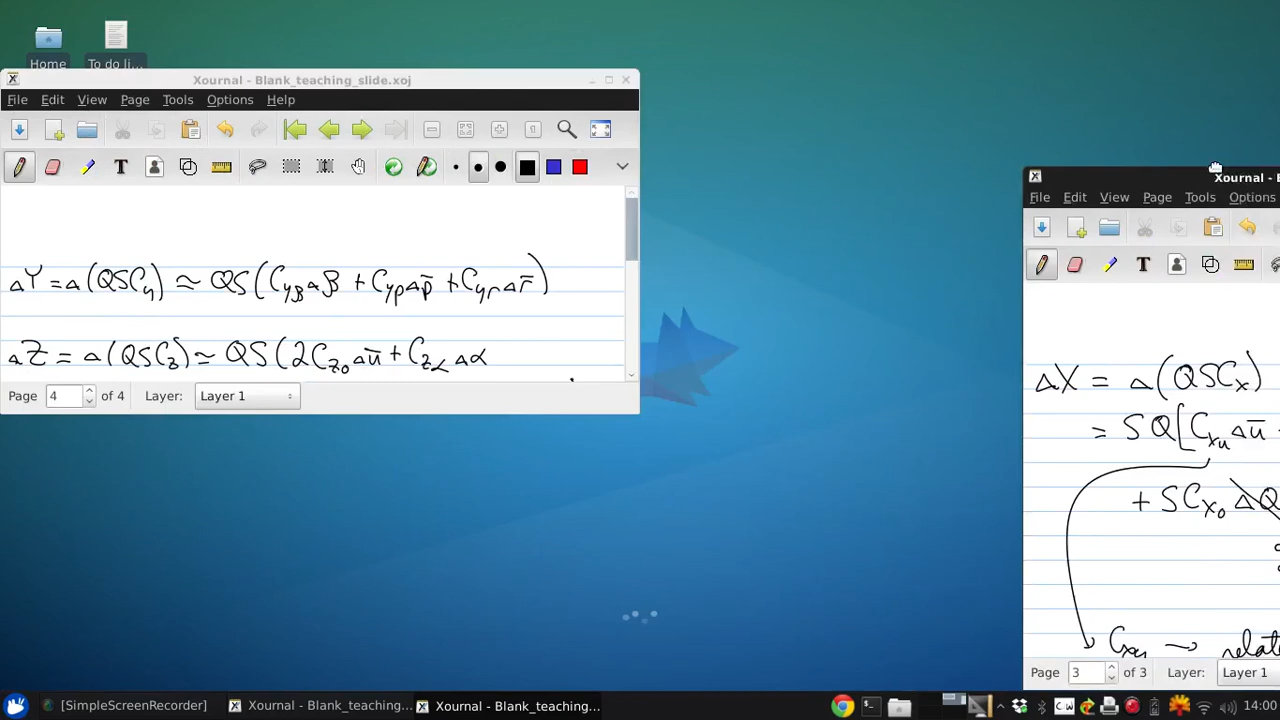 Home To do li...
Xournal - Blank_teaching_slide.xoj
File Edit View Page Tools Options Help
T
ΔY = Δ(QSC_y) ≃ QS(C_yβ Δβ + C_yp Δp̄ + C_yr Δr̄)
ΔZ = Δ(QSC_z) ≃ QS(2C_z₀ Δū + C_zα Δα
Page 4 of 4 Layer: Layer 1
Xournal - B
File Edit View Page Tools Options
T
ΔX = Δ(QSC_x)
= SQ[C_xu Δū
+ SC_x₀ ΔQ
C_xu → relate
Page 3 of 3 Layer: Layer 1
[SimpleScreenRecorder] Xournal - Blank_teaching... Xournal - Blank_teaching... CW 14:00